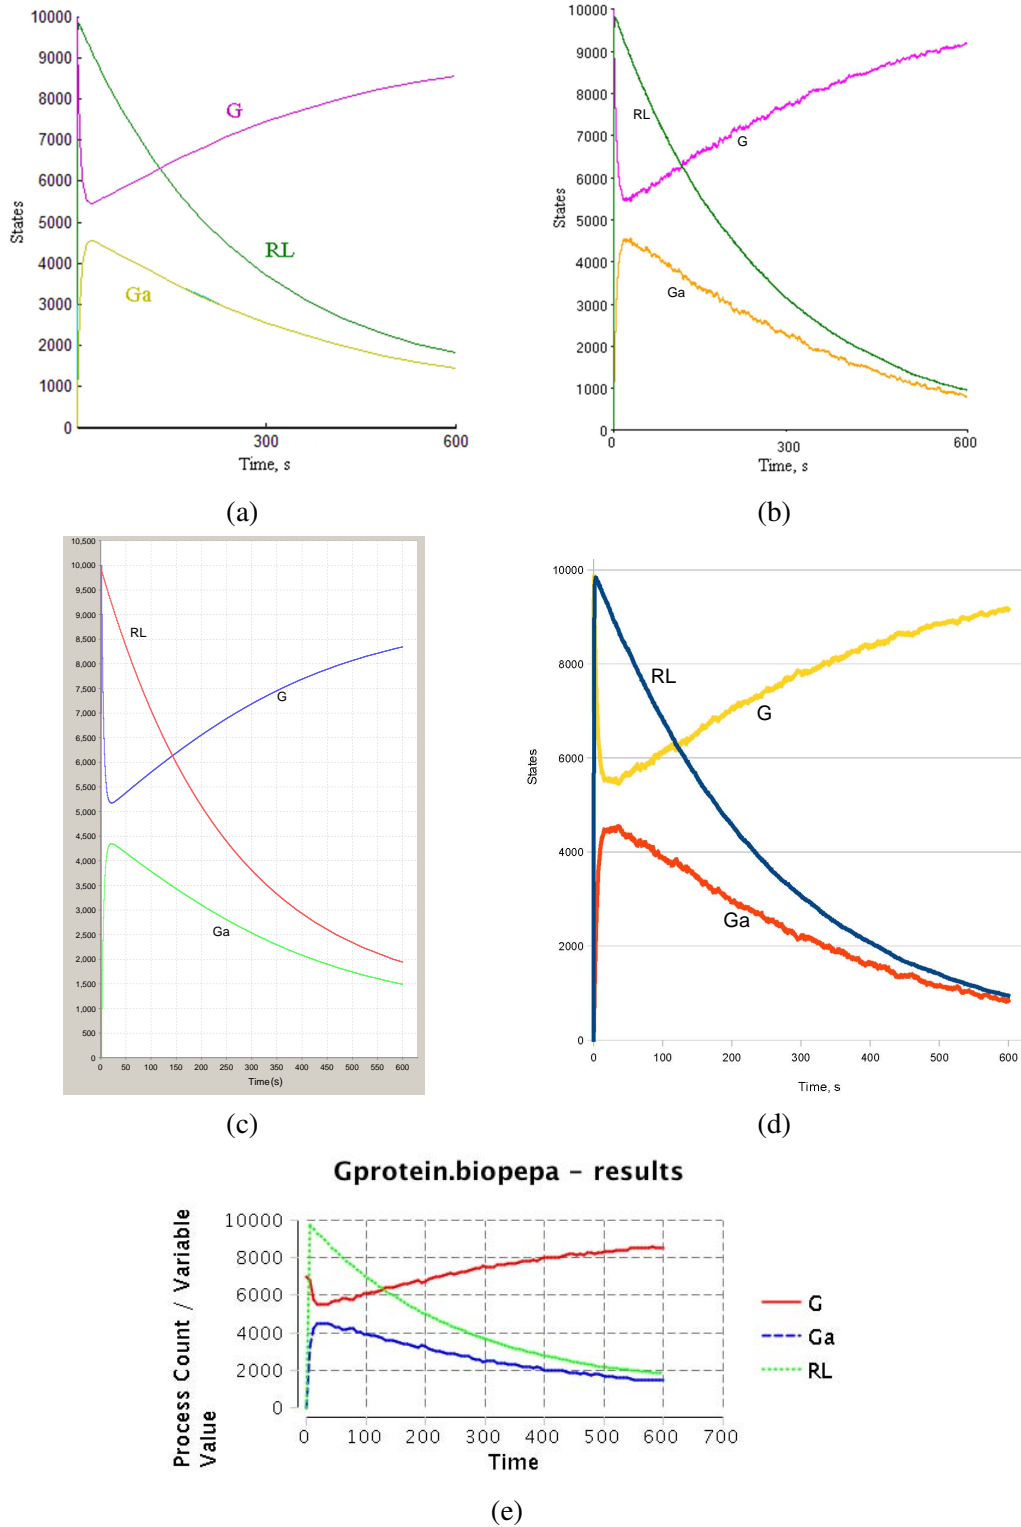 10000
9000
8000
7000
6000
5000
4000
3000
2000
1000
0
States
G
RL
Ga
300
600
Time, s
(a)
10000
9000
8000
7000
6000
5000
4000
3000
2000
1000
0
States
RL
G
Ga
0
300
600
Time, s
(b)
10,500
10,000
9,500
9,000
8,500
8,000
7,500
7,000
6,500
6,000
5,500
5,000
4,500
4,000
3,500
3,000
2,500
2,000
1,500
1,000
500
0
RL
G
Ga
0 50 100 150 200 250 300 350 400 450 500 550 600
Time(s)
(c)
10000
8000
6000
4000
2000
0
States
RL
G
Ga
0 100 200 300 400 500 600
Time, s
(d)
Gprotein.biopepa – results
Process Count / Variable
Value
10000
8000
6000
4000
2000
0
0 100 200 300 400 500 600 700
Time
G
Ga
RL
(e)